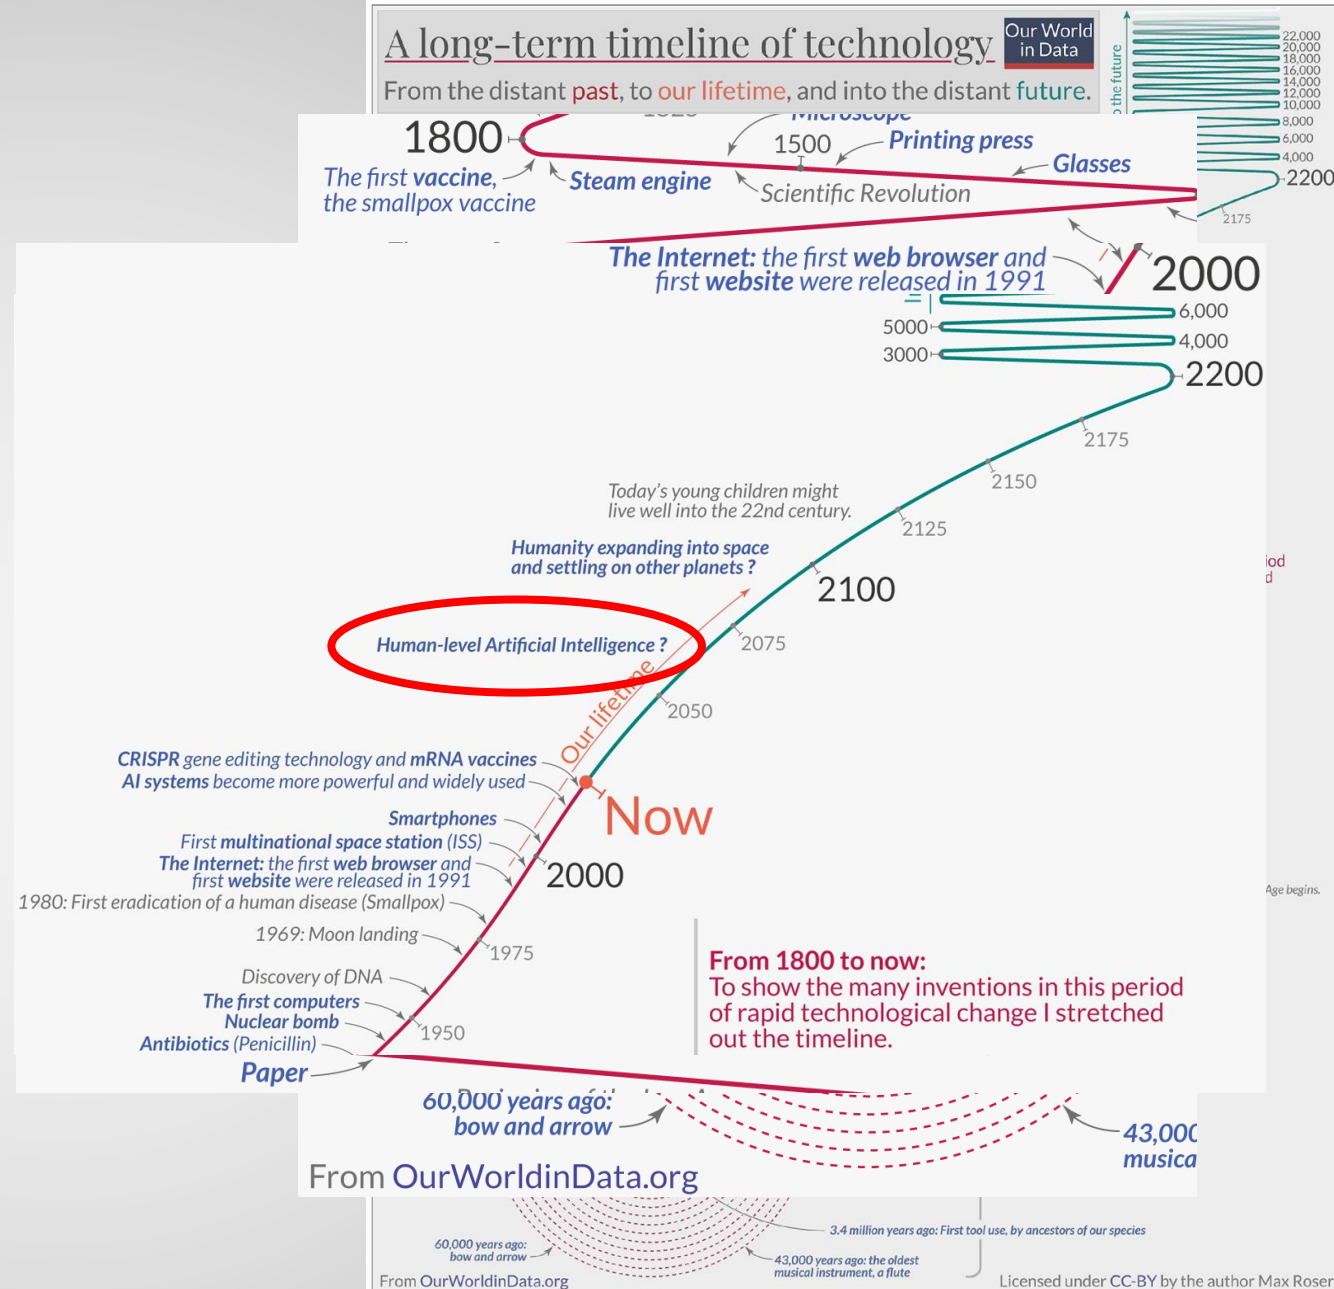 A long-term timeline of technology
Our World
in Data
From the distant past, to our lifetime, and into the distant future.
22,000
20,000
18,000
16,000
14,000
12,000
10,000
8,000
6,000
4,000
2200
2175
the future
1800
1500
Microscope
Printing press
Glasses
The first vaccine,
the smallpox vaccine
Steam engine
Scientific Revolution
The Internet: the first web browser and
first website were released in 1991
2000
6,000
5000
4,000
3000
2200
2175
2150
Today's young children might
live well into the 22nd century.
2125
Humanity expanding into space
and settling on other planets ?
2100
Human-level Artificial Intelligence ?
2075
Our lifetime
2050
CRISPR gene editing technology and mRNA vaccines
AI systems become more powerful and widely used
Now
Smartphones
First multinational space station (ISS)
The Internet: the first web browser and
first website were released in 1991
2000
1980: First eradication of a human disease (Smallpox)
1969: Moon landing
1975
Discovery of DNA
The first computers
Nuclear bomb
1950
Antibiotics (Penicillin)
Paper
From 1800 to now:
To show the many inventions in this period
of rapid technological change I stretched
out the timeline.
iod
d
Age begins.
60,000 years ago:
bow and arrow
43,000
musica
From OurWorldinData.org
3.4 million years ago: First tool use, by ancestors of our species
60,000 years ago:
bow and arrow
43,000 years ago: the oldest
musical instrument, a flute
From OurWorldinData.org
Licensed under CC-BY by the author Max Roser